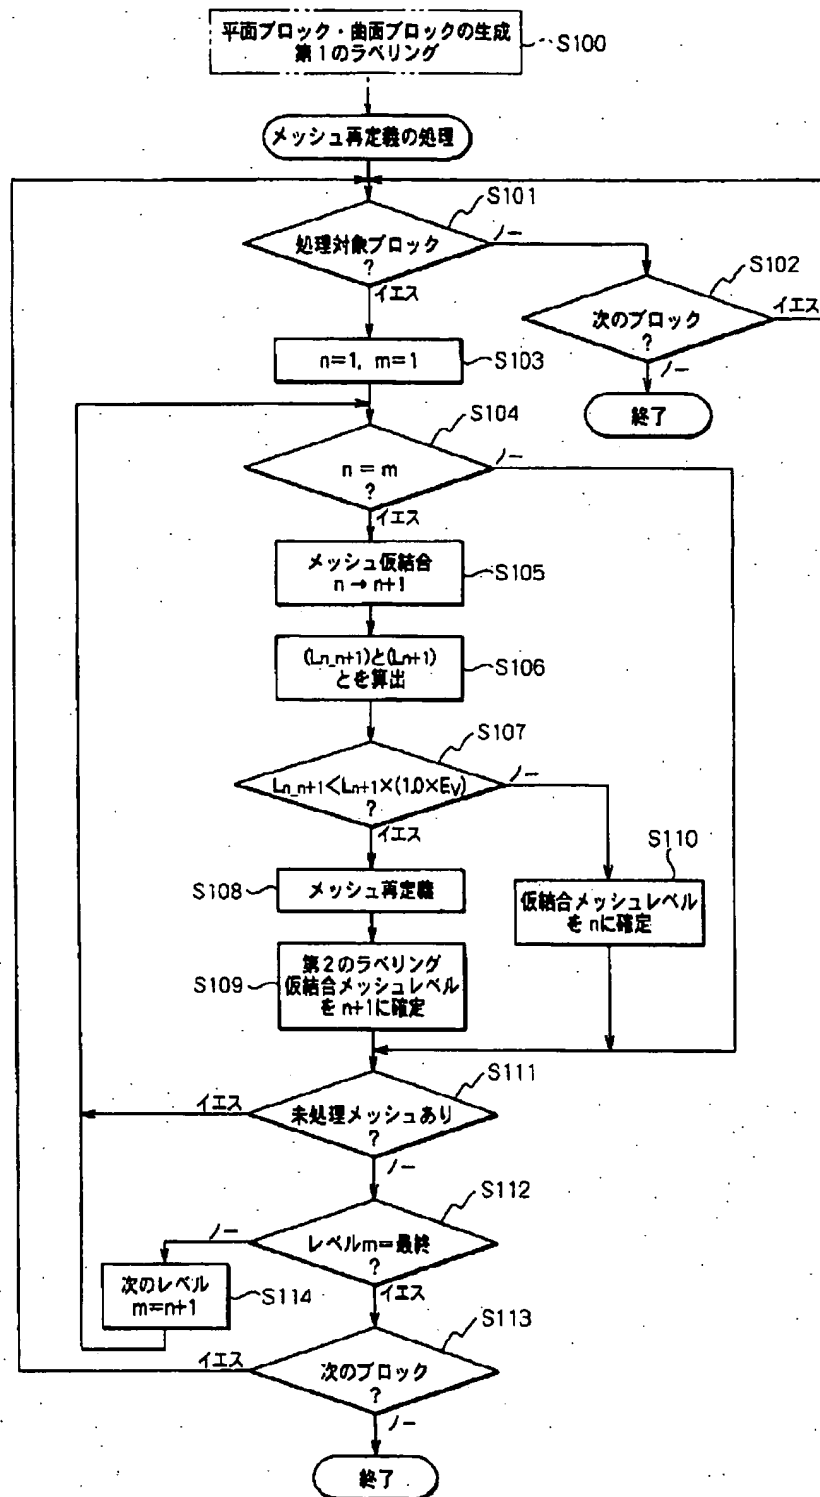 平面ブロック・曲面ブロックの生成
第1のラベリング
S100
メッシュ再定義の処理
S101
処理対象ブロック
?
ノー
イエス
S102
次のブロック
?
イエス
ノー
終了
n=1, m=1
S103
S104
n = m
?
ノー
イエス
メッシュ仮結合
n → n+1
S105
(Ln_n+1)と(Ln+1)
とを算出
S106
S107
Ln_n+1<Ln+1×(1.0×Ev)
?
ノー
イエス
S108
メッシュ再定義
S110
仮結合メッシュレベル
を nに確定
S109
第2のラベリング
仮結合メッシュレベル
を n+1に確定
S111
イエス
未処理メッシュあり
?
ノー
S112
ノー
レベルm=最終
?
イエス
次のレベル
m=n+1
S114
S113
イエス
次のブロック
?
ノー
終了